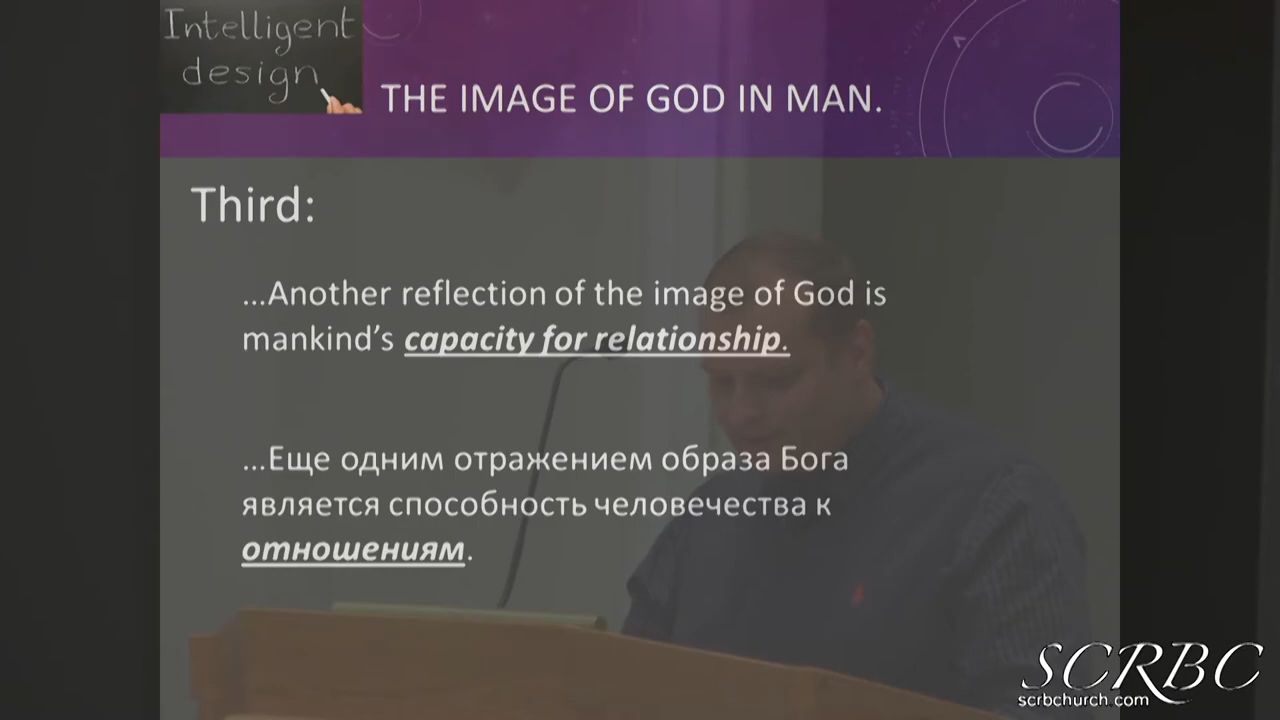 Intelligent
design
THE IMAGE OF GOD IN MAN.
Third:
...Another reflection of the image of God is
mankind's capacity for relationship.
...Еще одним отражением образа Бога
является способность человечества к
отношениям.
SCRBC
scrbchurch.com